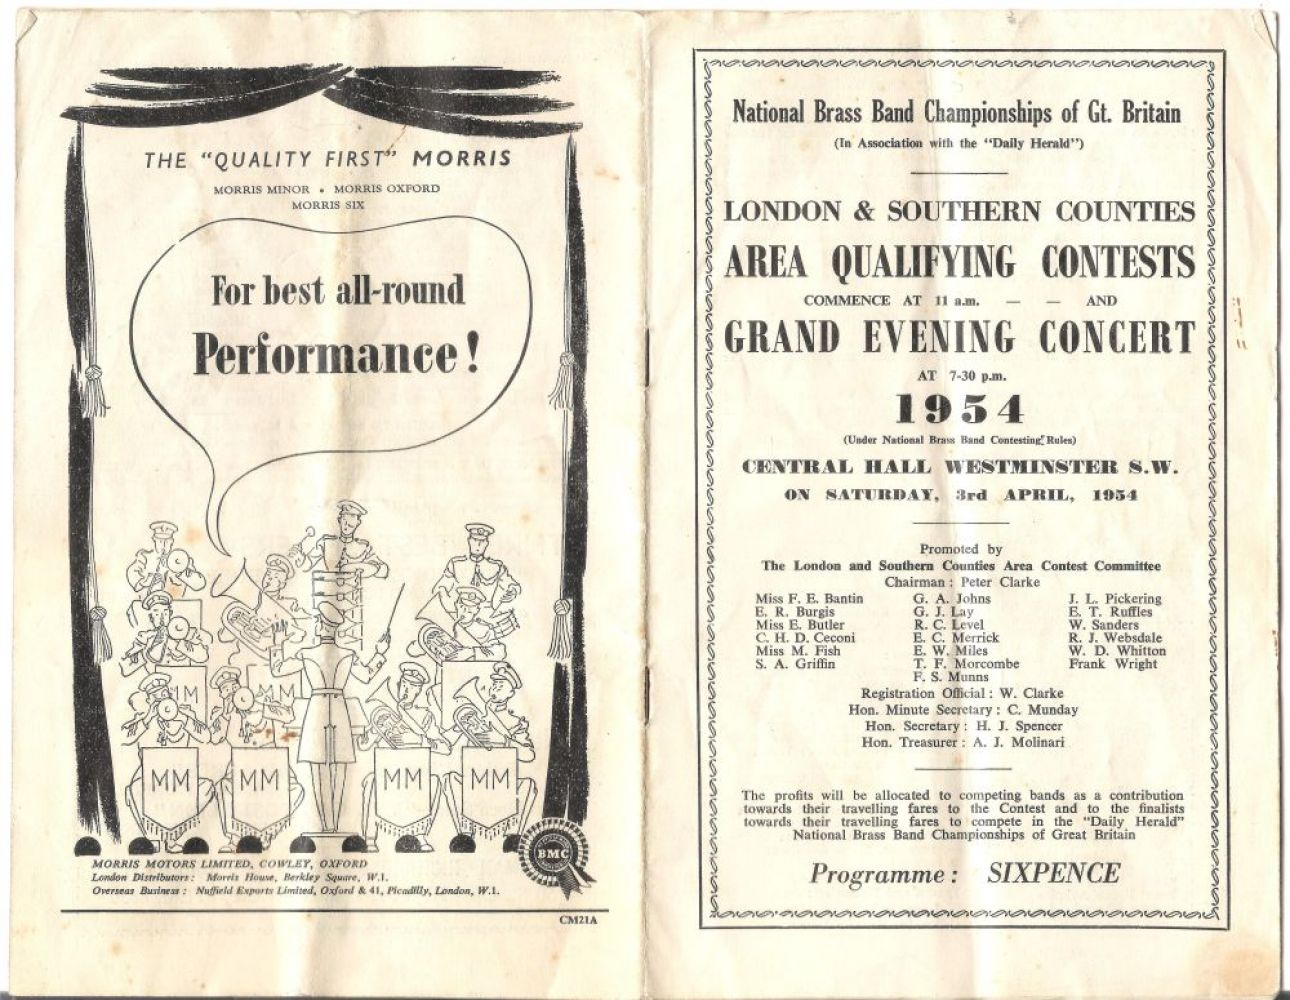 THE "QUALITY FIRST" MORRIS
MORRIS MINOR • MORRIS OXFORD
MORRIS SIX
For best all-round
Performance!
MM
MM
MM
MM
MM
MM
BMC
MORRIS MOTORS LIMITED, COWLEY, OXFORD
London Distributors: Morris House, Berkley Square, W.1.
Overseas Business: Nuffield Exports Limited, Oxford & 41, Picadilly, London, W.1.
CM21A
National Brass Band Championships of Gt. Britain
(In Association with the "Daily Herald")
LONDON & SOUTHERN COUNTIES
AREA QUALIFYING CONTESTS
COMMENCE AT 11 a.m. — — AND
GRAND EVENING CONCERT
AT 7-30 p.m.
1954
(Under National Brass Band Contesting Rules)
CENTRAL HALL WESTMINSTER S.W.
ON SATURDAY, 3rd APRIL, 1954
Promoted by
The London and Southern Counties Area Contest Committee
Chairman: Peter Clarke
Miss F. E. Bantin G. A. Johns J. L. Pickering
E. R. Burgis G. J. Lay E. T. Ruffles
Miss E. Butler R. C. Level W. Sanders
C. H. D. Ceconi E. C. Merrick R. J. Websdale
Miss M. Fish E. W. Miles W. D. Whitton
S. A. Griffin T. F. Morcombe Frank Wright
F. S. Munns
Registration Official: W. Clarke
Hon. Minute Secretary: C. Munday
Hon. Secretary: H. J. Spencer
Hon. Treasurer: A. J. Molinari
The profits will be allocated to competing bands as a contribution
towards their travelling fares to the Contest and to the finalists
towards their travelling fares to compete in the "Daily Herald"
National Brass Band Championships of Great Britain
Programme: SIXPENCE